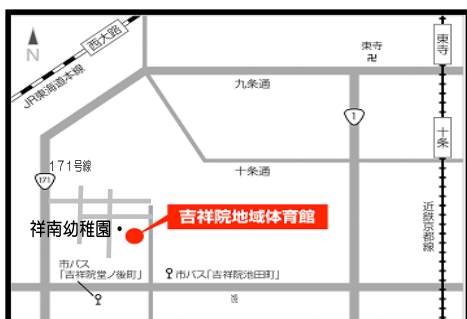 N
西大路
JR東海道本線
東寺
卍
東寺
九条通
1
十条
171号線
171
十条通
吉祥院地域体育館
近鉄京都線
祥南幼稚園・
市バス
「吉祥院堂ノ後町」
市バス「吉祥院池田町」